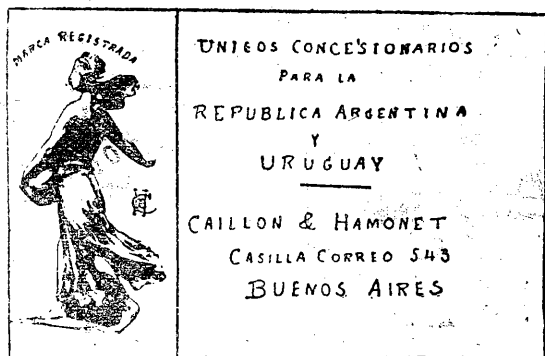 MARCA REGISTRADA
UNICOS CONCESIONARIOS
PARA LA
REPUBLICA ARGENTINA
Y
URUGUAY
CAILLON & HAMONET
CASILLA CORREO 543
BUENOS AIRES